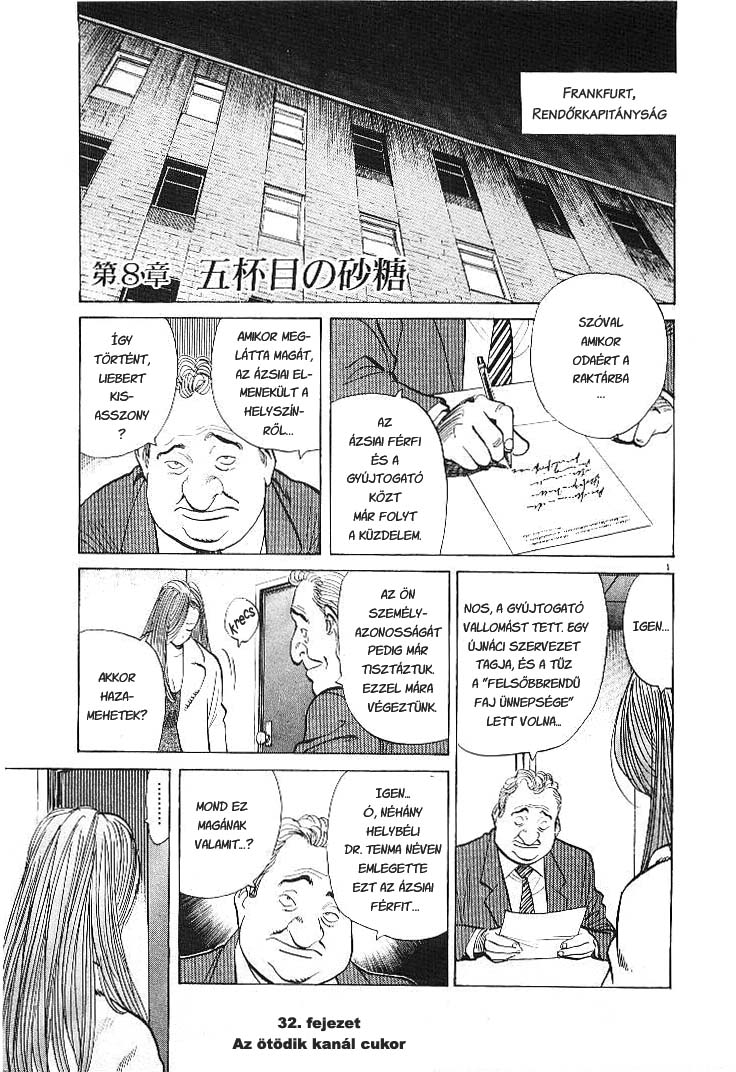 FRANKFURT,
RENDŐRKAPITÁNYSÁG
第8章 五杯目の砂糖
SZÓVAL
AMIKOR
ODAÉRT A
RAKTÁRBA
...
AZ
ÁZSIAI FÉRFI
ÉS A
GYÚJTOGATÓ
KÖZT
MÁR FOLYT
A KÜZDELEM.
AMIKOR MEG-
LÁTTA MAGÁT,
AZ ÁZSIAI EL-
MENEKÜLT A
HELYSZÍN-
RŐL...
ÍGY
TÖRTÉNT,
LIEBERT
KIS-
ASSZONY
?
1
IGEN...
NOS, A GYÚJTOGATÓ
VALLOMÁST TETT. EGY
ÚJNÁCI SZERVEZET
TAGJA, ÉS A TŰZ
A "FELSŐBBRENDŰ
FAJ ÜNNEPSÉGE"
LETT VOLNA...
AZ ÖN
SZEMÉLY-
AZONOSSÁGÁT
PEDIG MÁR
TISZTÁZTUK.
EZZEL MÁRA
VÉGEZTÜNK.
krecs
AKKOR
HAZA-
MEHETEK?
IGEN...
Ó, NÉHÁNY
HELYBÉLI
DR. TENMA NÉVEN
EMLEGETTE
EZT AZ ÁZSIAI
FÉRFIT...
MOND EZ
MAGÁNAK
VALAMIT...?
........
32. fejezet
Az ötödik kanál cukor